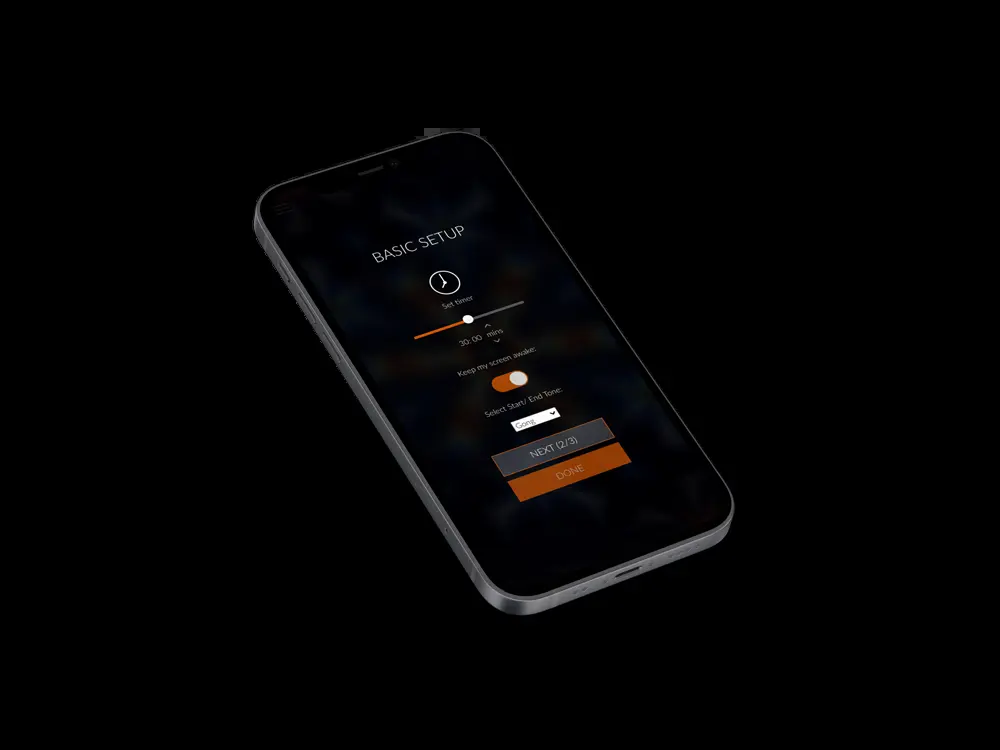 BASIC SETUP
Set timer
30: 00 mins
Keep my screen awake:
Select Start/ End Tone:
Gong
NEXT (2/3)
DONE